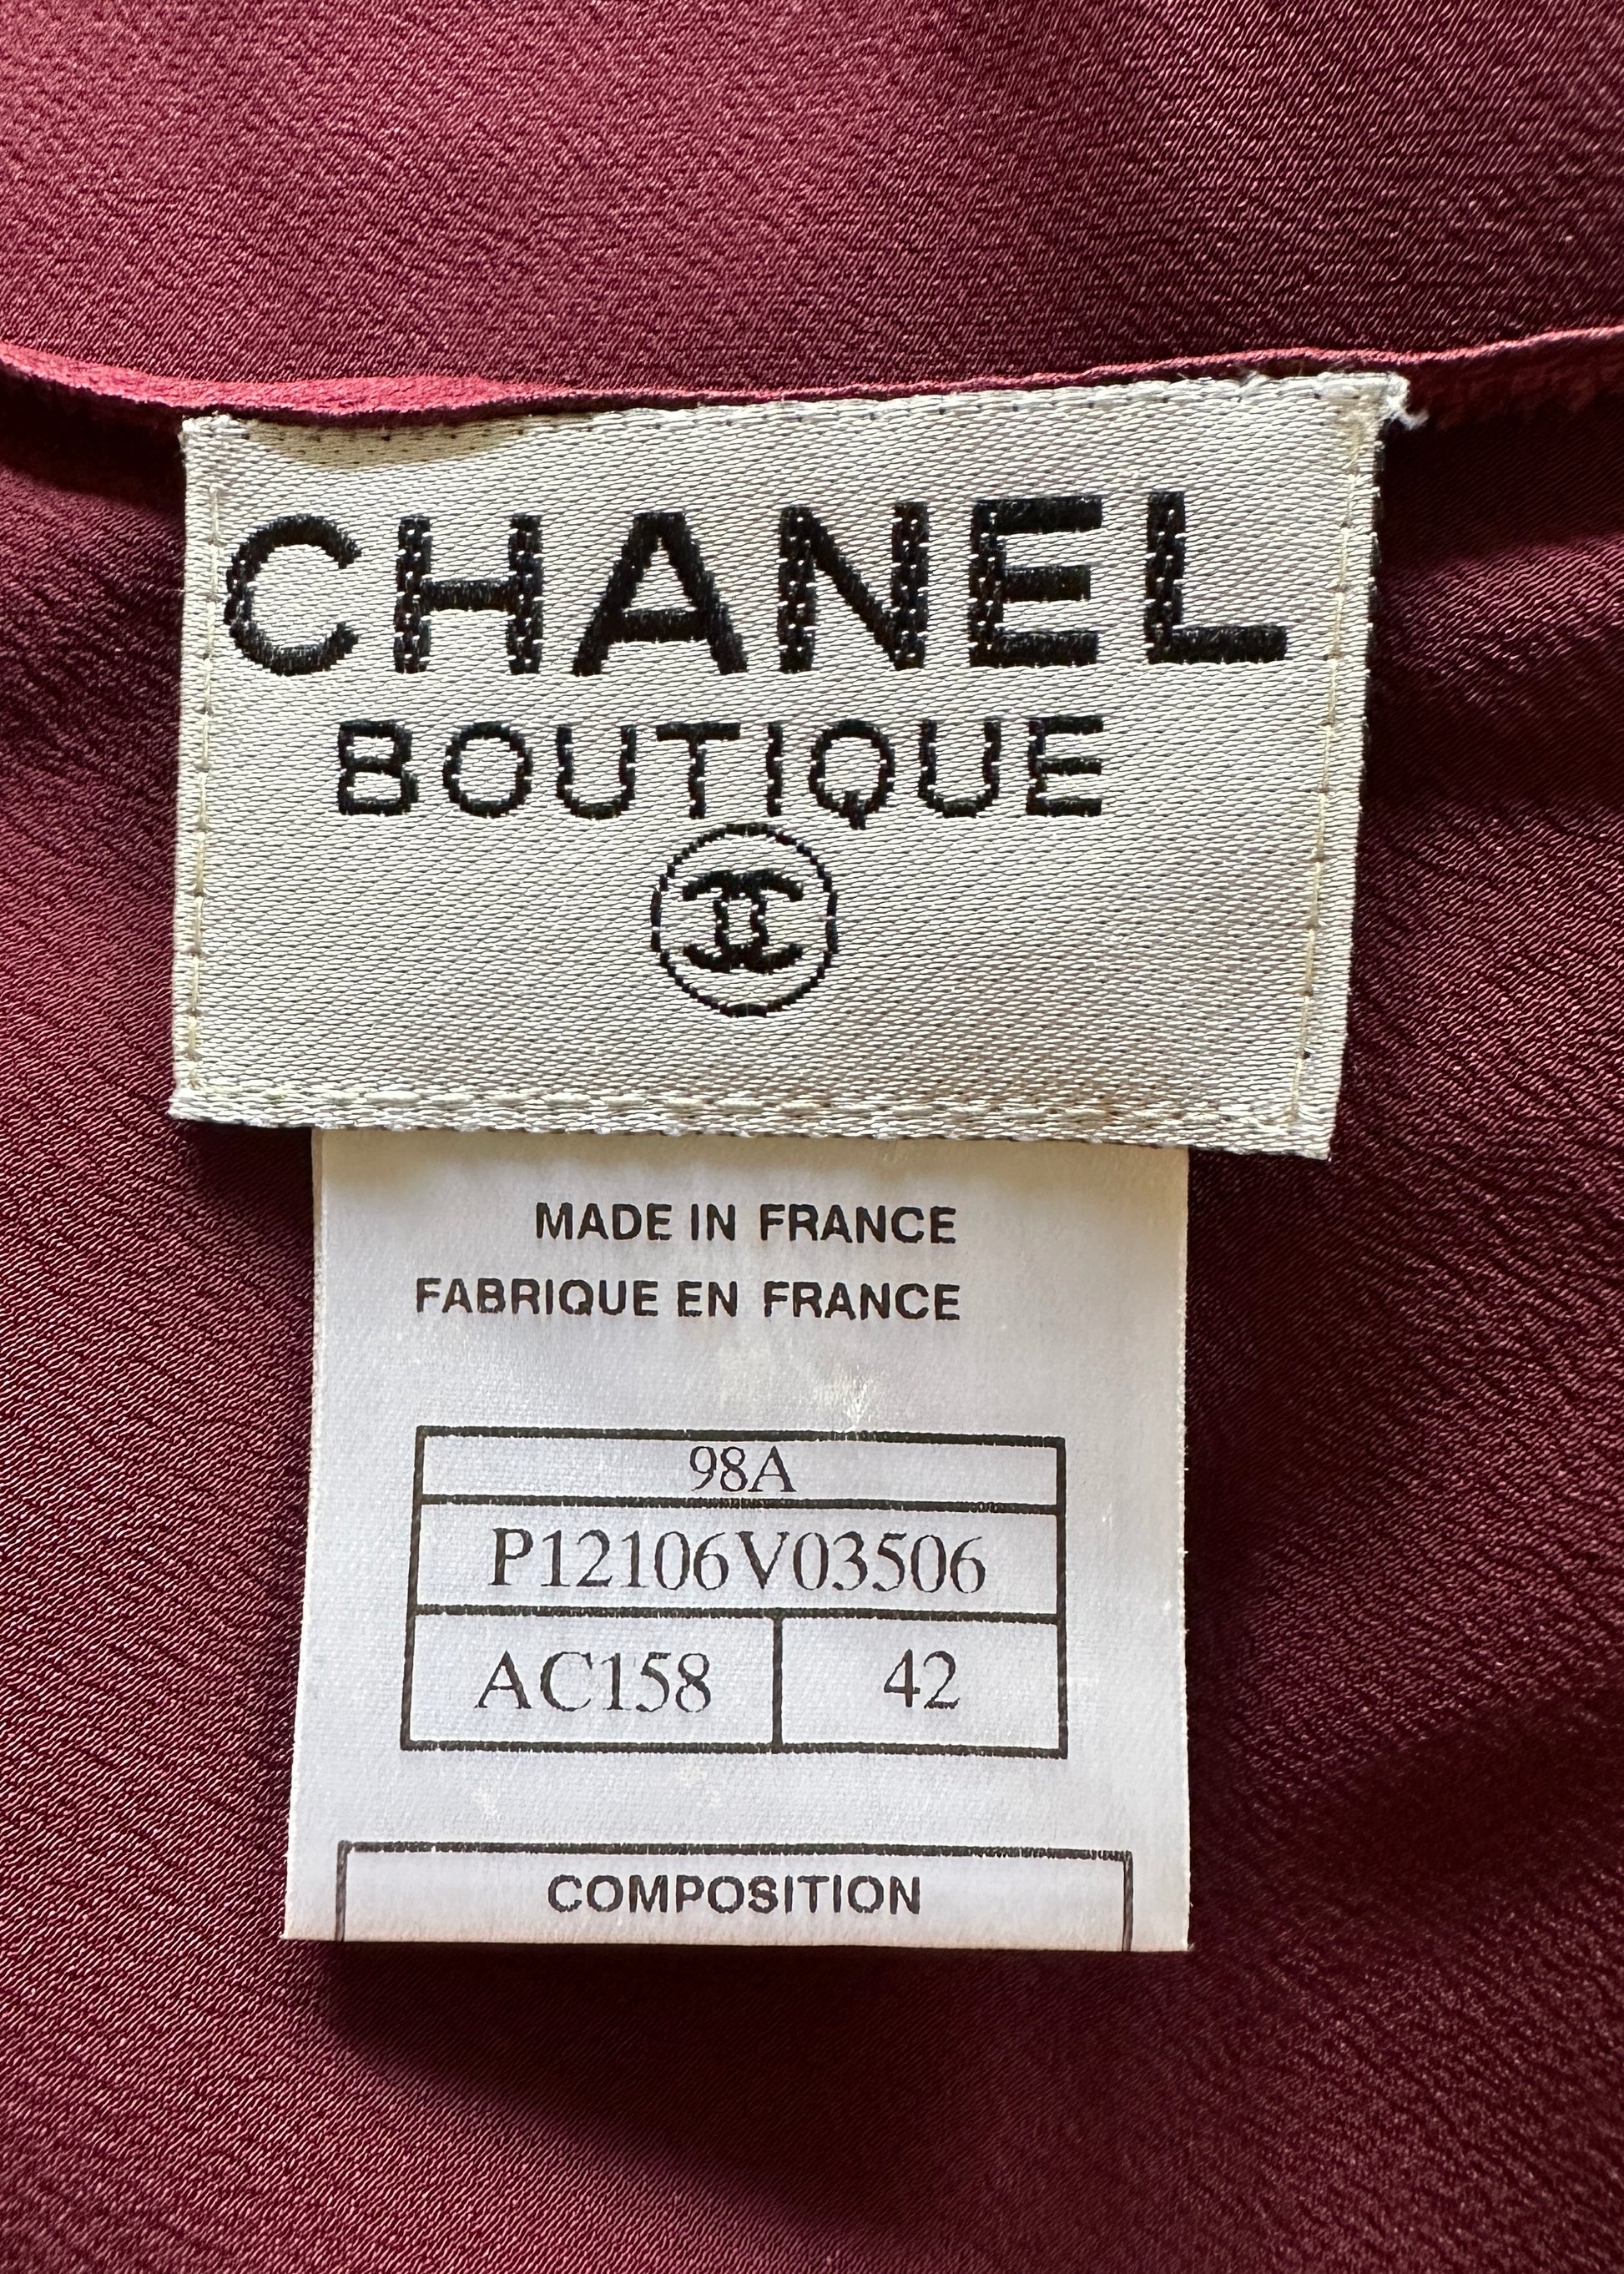 CHANEL
BOUTIQUE
MADE IN FRANCE
FABRIQUE EN FRANCE
98A
P12106V03506
AC158 42
COMPOSITION